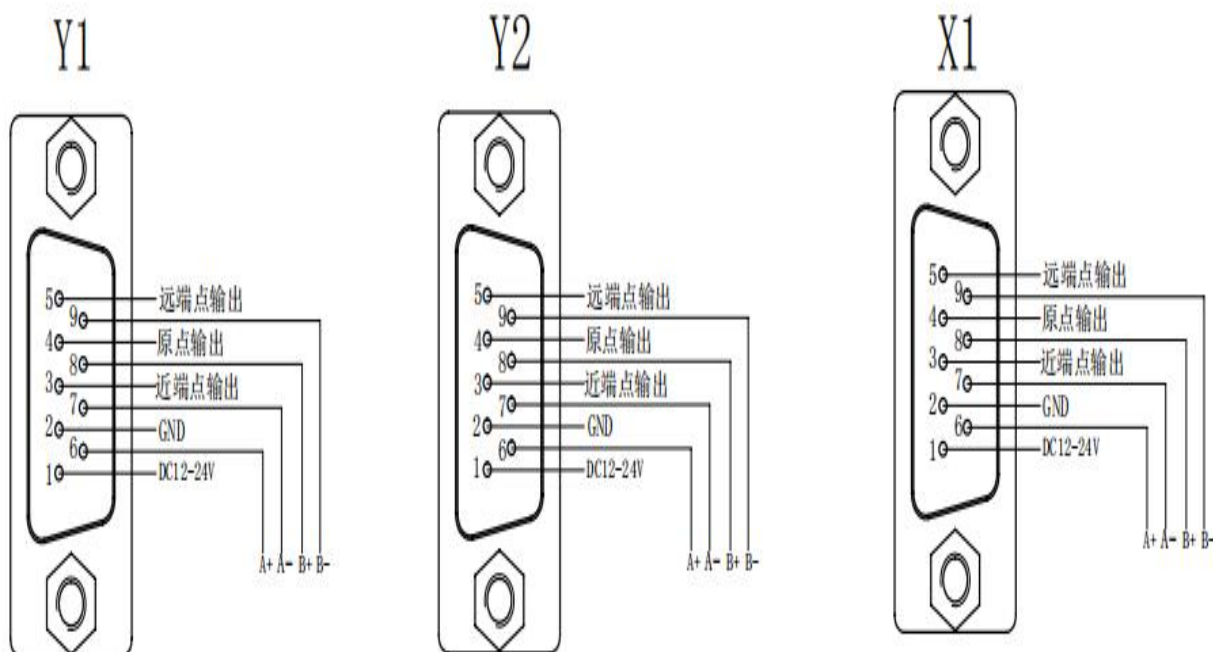 Y1
5 远端点输出
9
4 原点输出
8
3 近端点输出
7
2 GND
6
1 DC12-24V
A+ A- B+ B-
Y2
5 远端点输出
9
4 原点输出
8
3 近端点输出
7
2 GND
6
1 DC12-24V
A+ A- B+ B-
X1
5 远端点输出
9
4 原点输出
8
3 近端点输出
7
2 GND
6
1 DC12-24V
A+ A- B+ B-